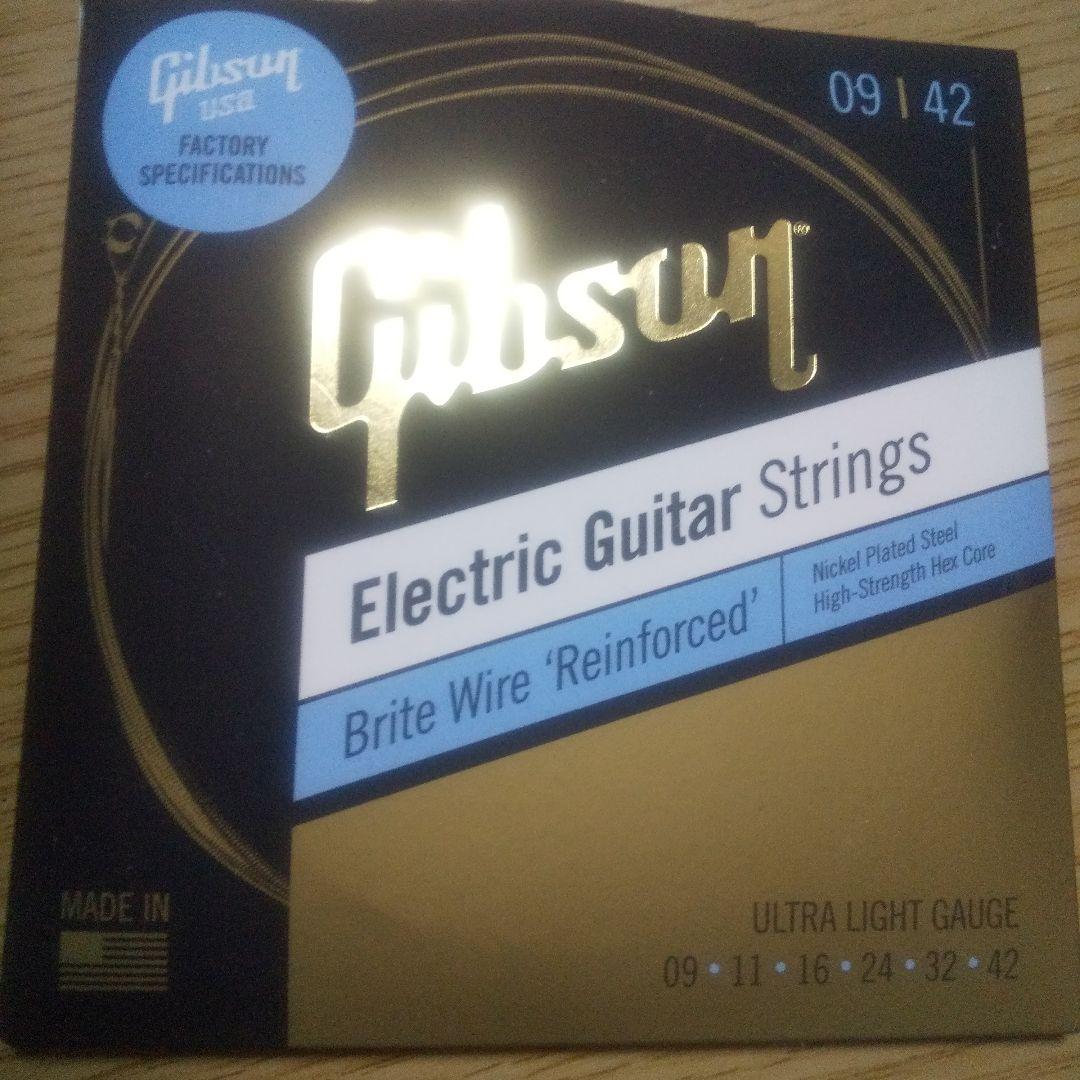 Gibson
usa
FACTORY
SPECIFICATIONS
09 | 42
Gibson
Electric Guitar Strings
Brite Wire ‘Reinforced’
Nickel Plated Steel
High-Strength Hex Core
MADE IN
ULTRA LIGHT GAUGE
09 • 11 • 16 • 24 • 32 • 42